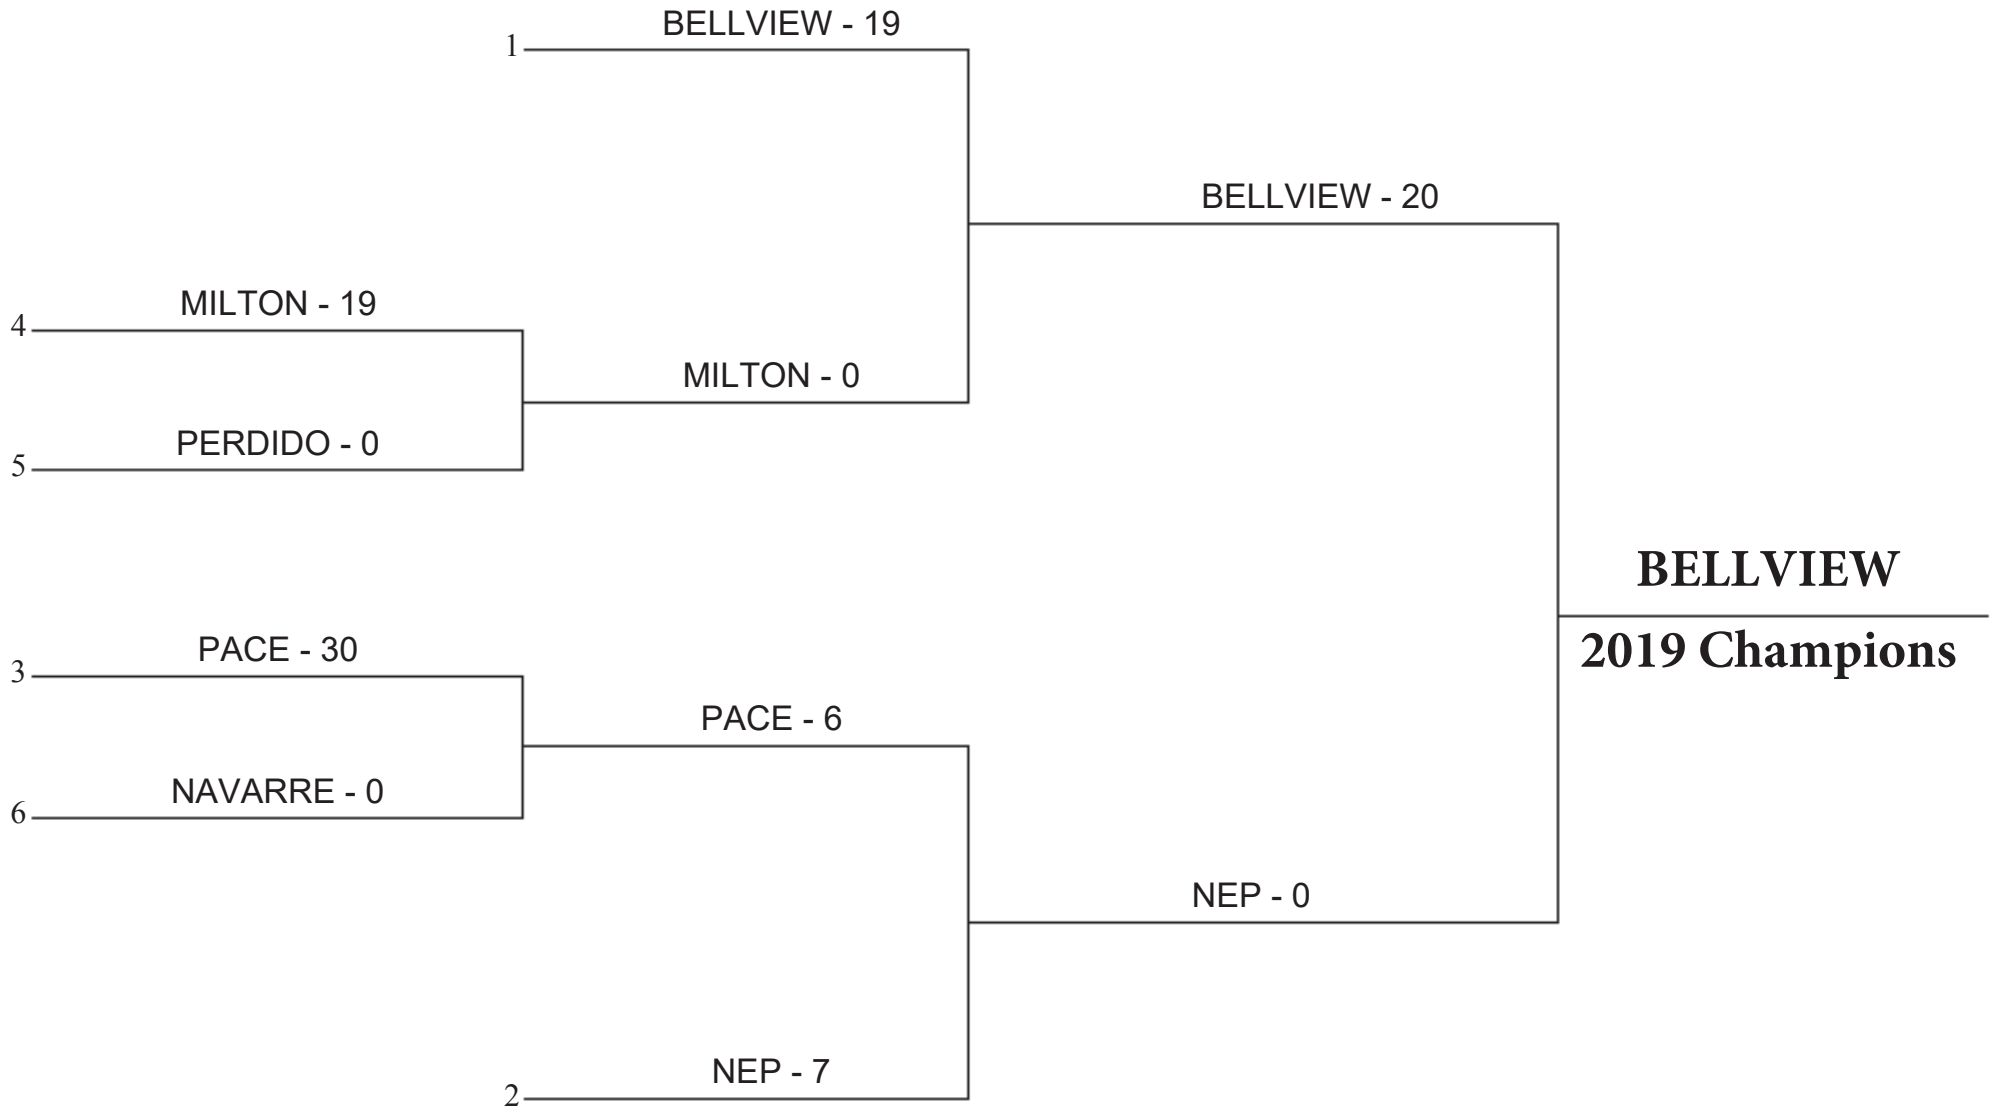 BELLVIEW - 19
1
BELLVIEW - 20
MILTON - 19
4
MILTON - 0
PERDIDO - 0
5
BELLVIEW
2019 Champions
PACE - 30
3
PACE - 6
NAVARRE - 0
6
NEP - 0
NEP - 7
2